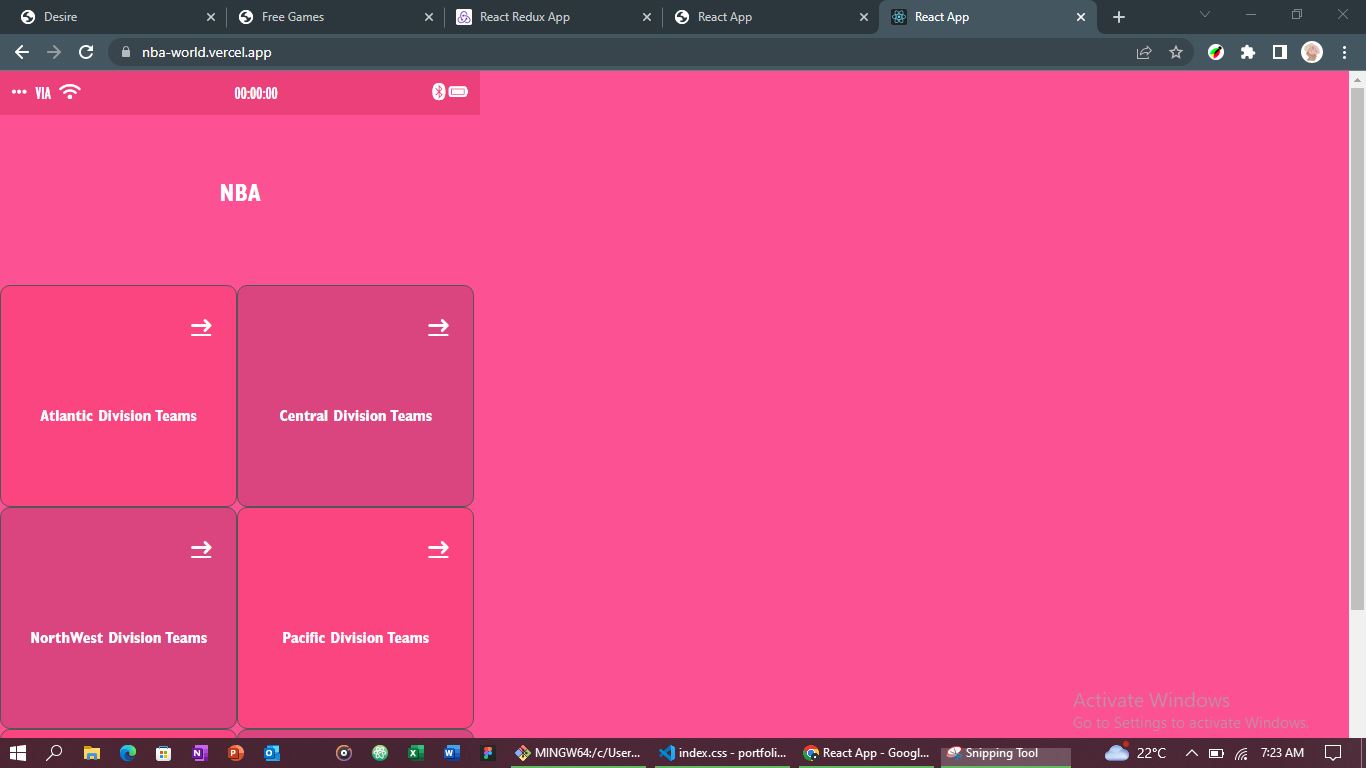 Desire
Free Games
React Redux App
React App
React App
nba-world.vercel.app
VIA
00:00:00
NBA
Atlantic Division Teams
Central Division Teams
NorthWest Division Teams
Pacific Division Teams
Activate Windows
Go to Settings to activate Windows.
MINGW64:/c/User...
index.css - portfoli...
React App - Googl...
Snipping Tool
22°C
7:23 AM